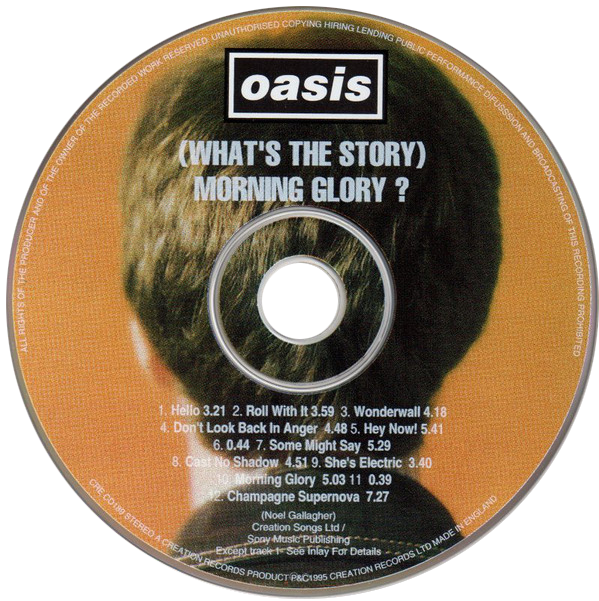 ALL RIGHTS OF THE PRODUCER AND OF THE OWNER OF THE RECORDED WORK RESERVED UNAUTHORISED COPYING HIRING LENDING PUBLIC PERFORMANCE DIFUSSSION AND BROADCASTING OF THIS RECORDING PROHIBITED
oasis
(WHAT'S THE STORY)
MORNING GLORY ?
1. Hello 3.21 2. Roll With It 3.59 3. Wonderwall 4.18
4. Don't Look Back In Anger 4.48 5. Hey Now! 5.41
6. 0.44 7. Some Might Say 5.29
8. Cast No Shadow 4.51 9. She's Electric 3.40
10. Morning Glory 5.03 11 0.39
12. Champagne Supernova 7.27
(Noel Gallagher)
Creation Songs Ltd /
Sony Music Publishing
Except track 1- See Inlay For Details
CRE CD189 STEREO A CREATION RECORDS PRODUCT P&C1995 CREATION RECORDS LTD MADE IN ENGLAND